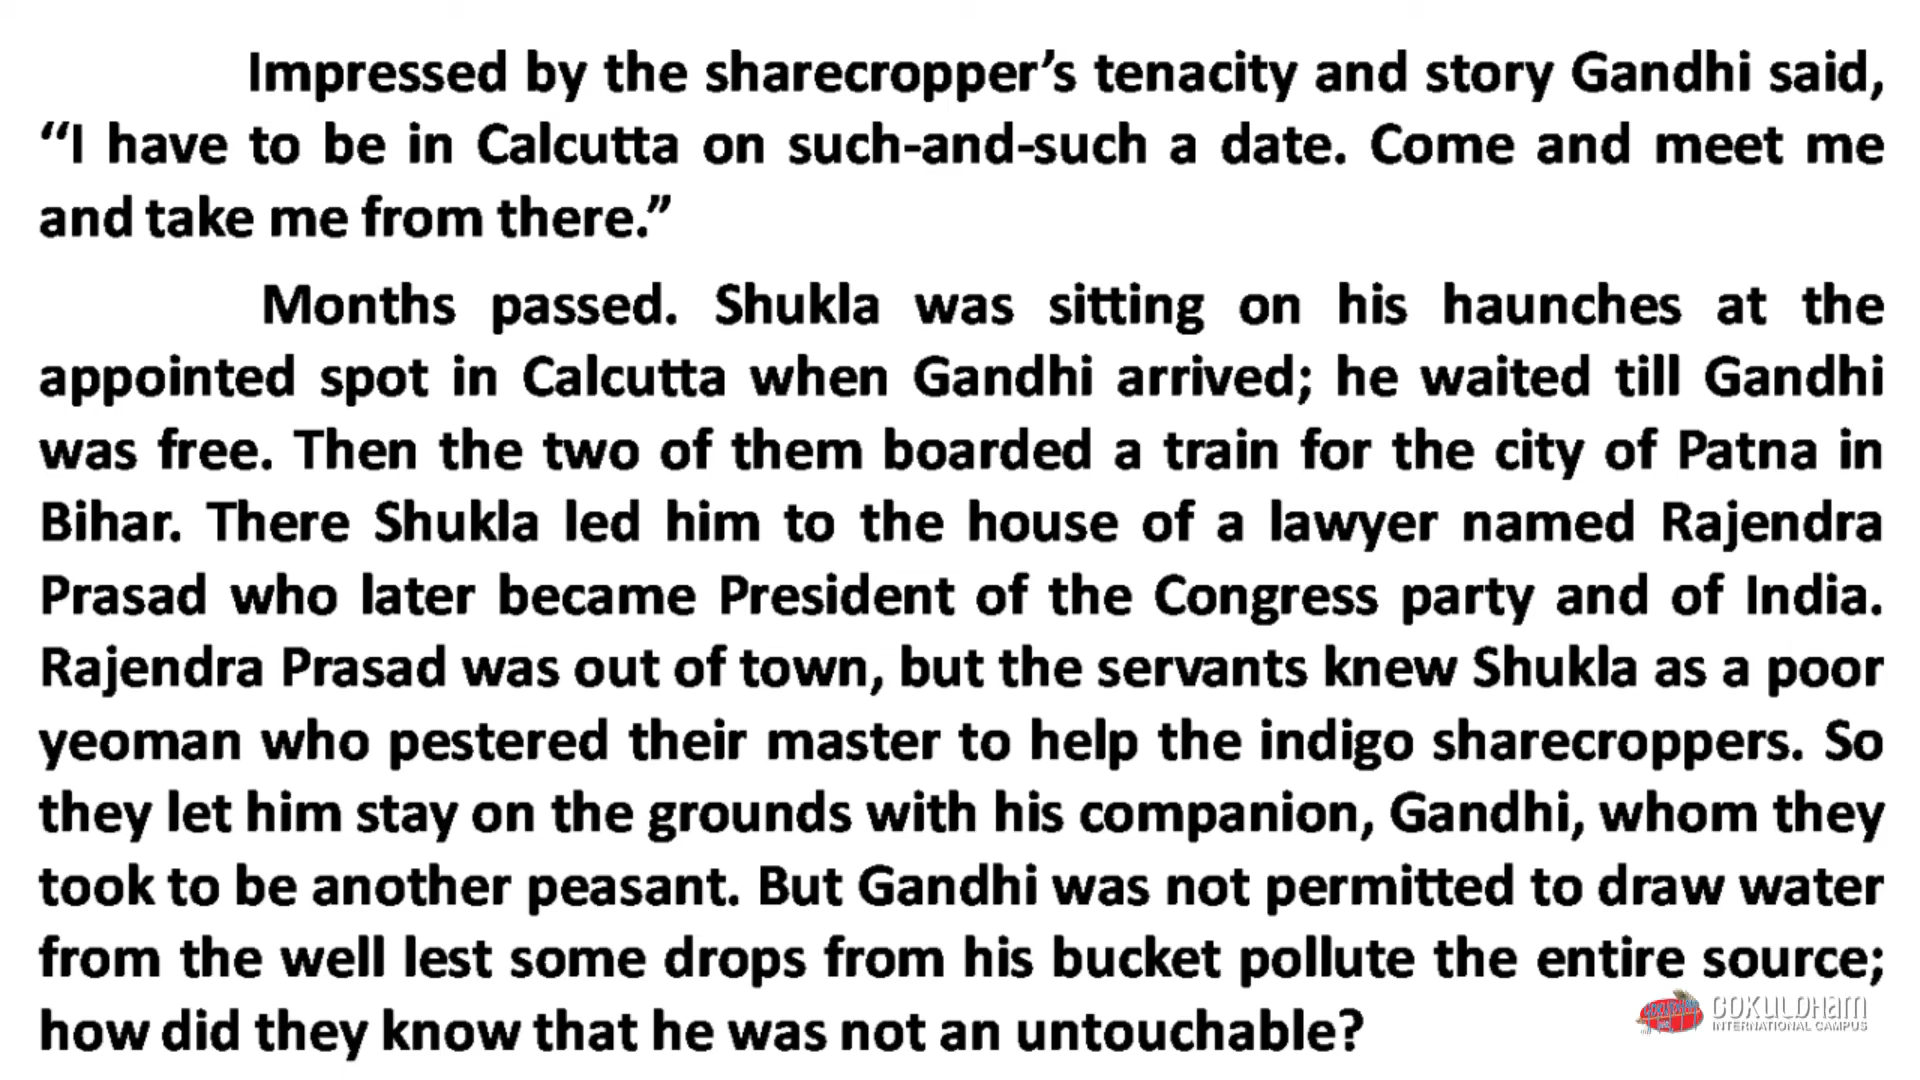 Impressed by the sharecropper’s tenacity and story Gandhi said,
‘‘I have to be in Calcutta on such-and-such a date. Come and meet me
and take me from there.”
Months passed. Shukla was sitting on his haunches at the
appointed spot in Calcutta when Gandhi arrived; he waited till Gandhi
was free. Then the two of them boarded a train for the city of Patna in
Bihar. There Shukla led him to the house of a lawyer named Rajendra
Prasad who later became President of the Congress party and of India.
Rajendra Prasad was out of town, but the servants knew Shukla as a poor
yeoman who pestered their master to help the indigo sharecroppers. So
they let him stay on the grounds with his companion, Gandhi, whom they
took to be another peasant. But Gandhi was not permitted to draw water
from the well lest some drops from his bucket pollute the entire source;
how did they know that he was not an untouchable?
GOKULDHAM
INTERNATIONAL CAMPUS